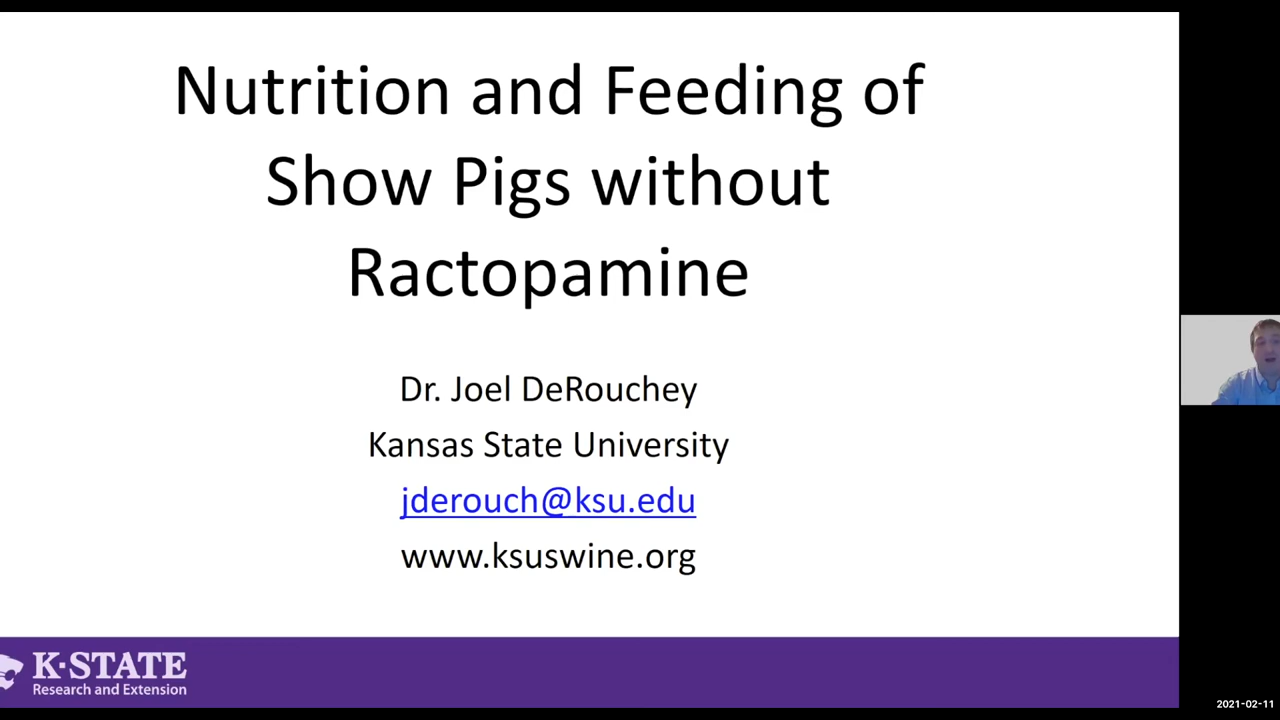 Nutrition and Feeding of
Show Pigs without
Ractopamine
Dr. Joel DeRouchey
Kansas State University
jderouch@ksu.edu
www.ksuswine.org
K·STATE
Research and Extension
2021-02-11